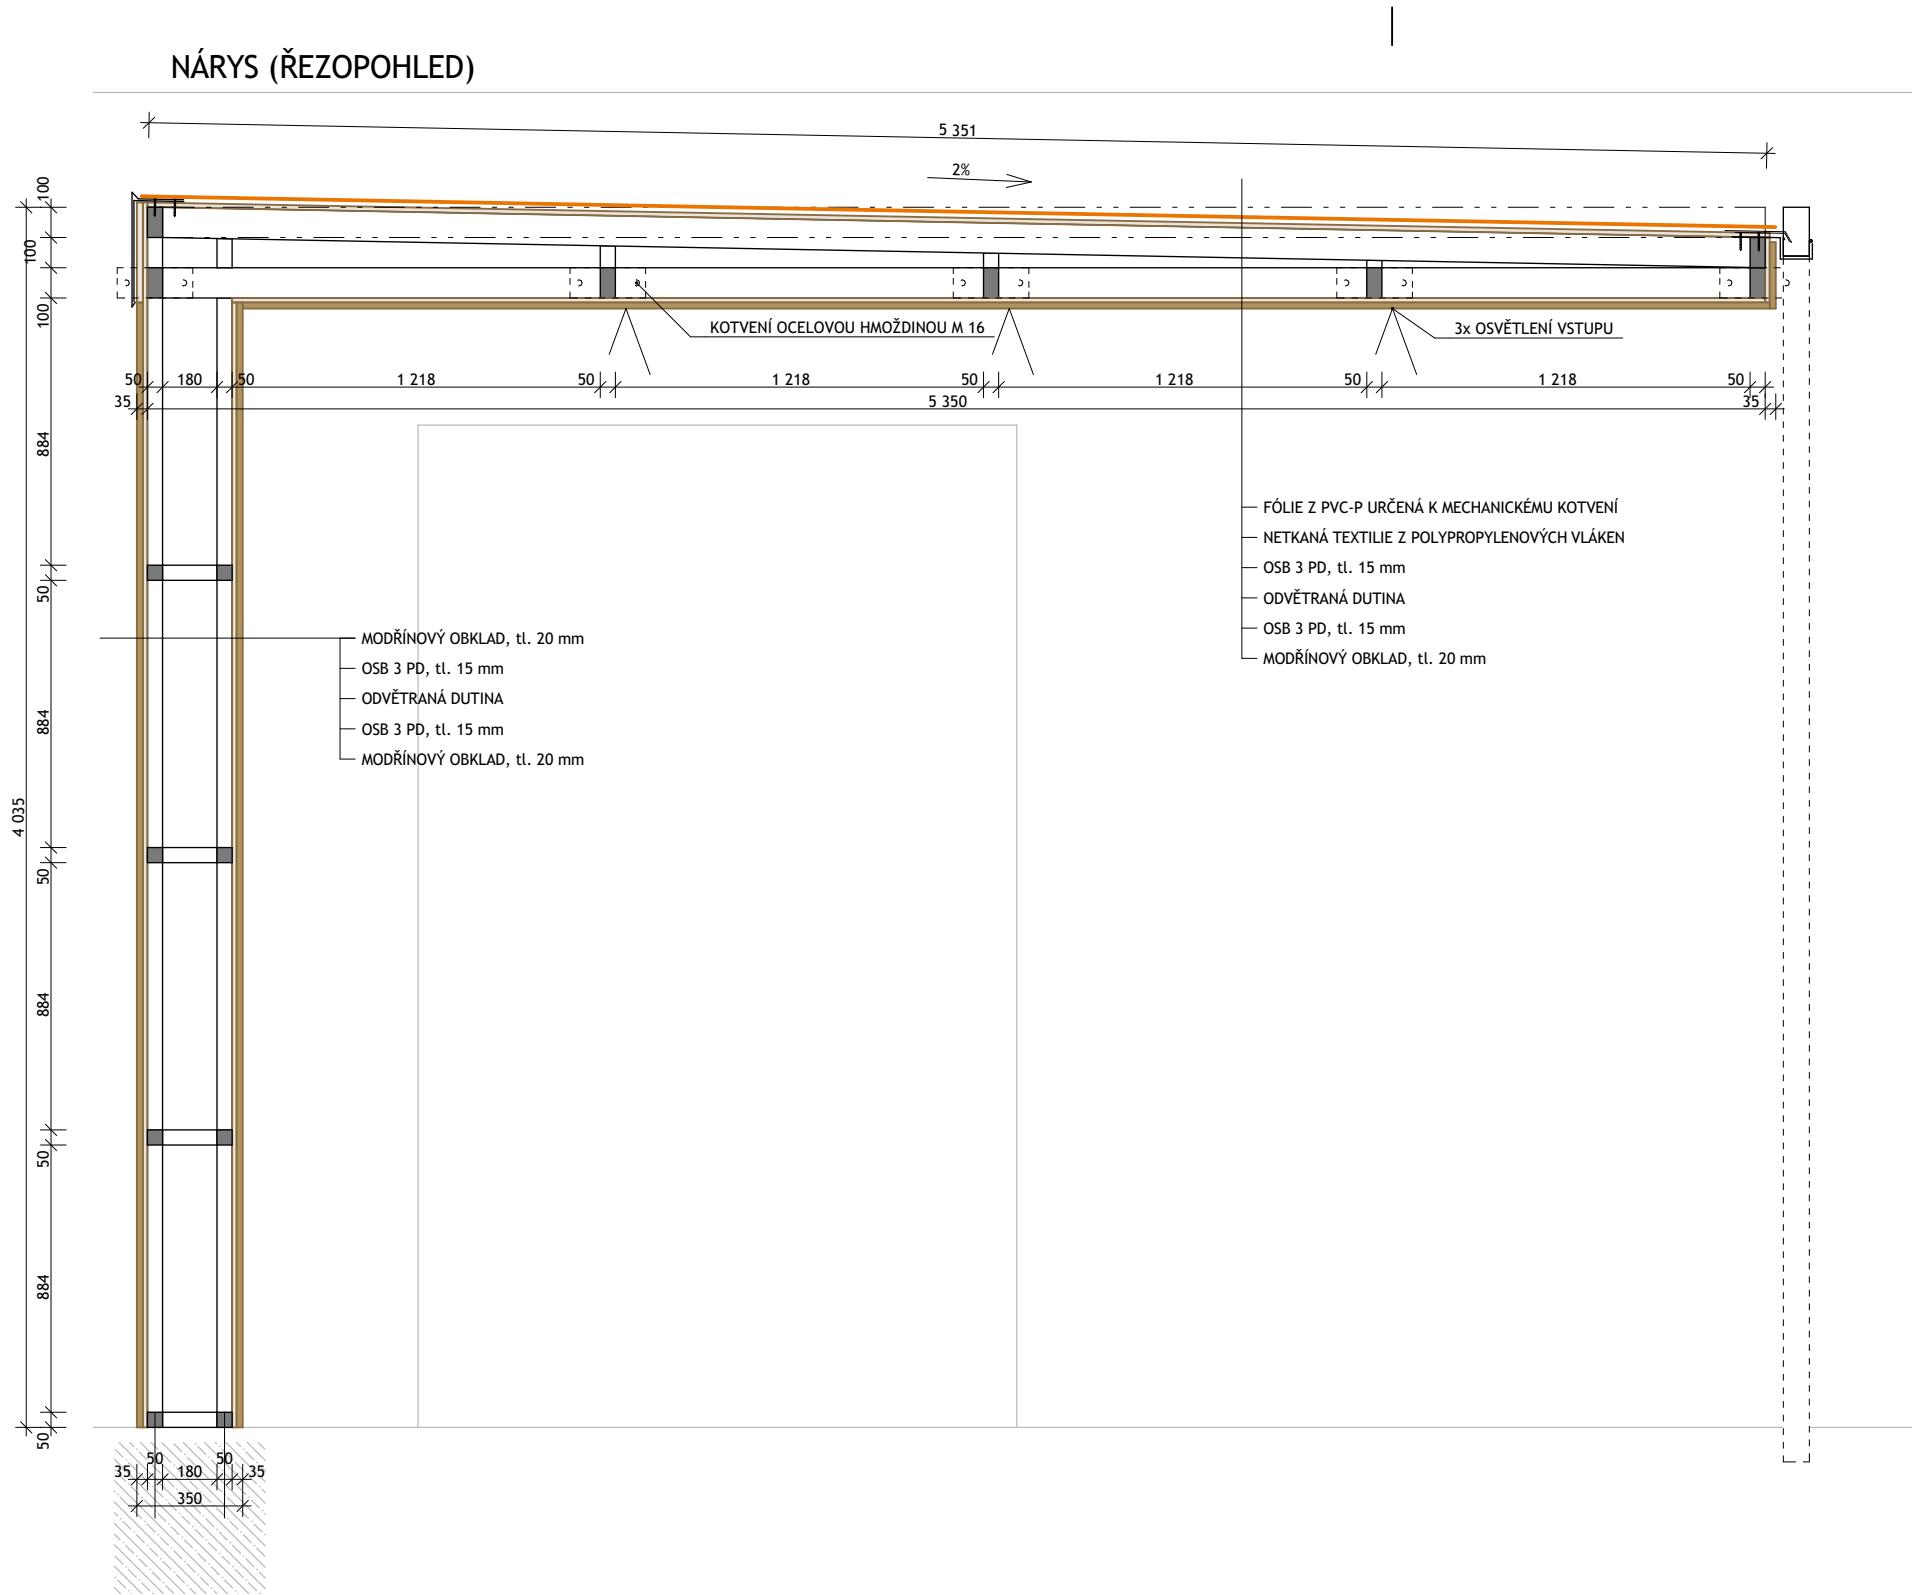 NÁRYS (ŘEZOPOHLED)
5 351
2%
100
100
100
KOTVENÍ OCELOVOU HMOŽDINOU M 16
3x OSVĚTLENÍ VSTUPU
50 180 50 1 218 50 1 218 50 1 218 50 1 218 50
35 5 350 35
884
50
884
50
884
50
884
50
4 035
FÓLIE Z PVC-P URČENÁ K MECHANICKÉMU KOTVENÍ
NETKANÁ TEXTILIE Z POLYPROPYLENOVÝCH VLÁKEN
OSB 3 PD, tl. 15 mm
ODVĚTRANÁ DUTINA
OSB 3 PD, tl. 15 mm
MODŘÍNOVÝ OBKLAD, tl. 20 mm
MODŘÍNOVÝ OBKLAD, tl. 20 mm
OSB 3 PD, tl. 15 mm
ODVĚTRANÁ DUTINA
OSB 3 PD, tl. 15 mm
MODŘÍNOVÝ OBKLAD, tl. 20 mm
50 50
35 180 35
350